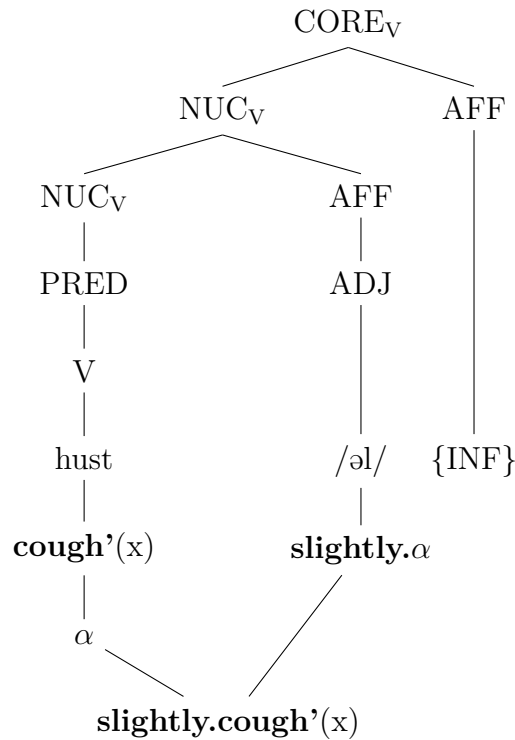 CORE_V
NUC_V AFF
NUC_V AFF
PRED ADJ
V
hust /əl/ {INF}
cough'(x) slightly.α
α
slightly.cough'(x)